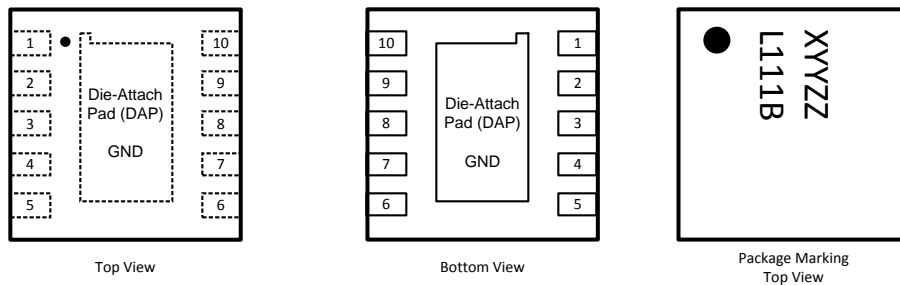 1
2
3
4
5
10
9
8
7
6
Die-Attach
Pad (DAP)
GND
Top View
10
9
8
7
6
1
2
3
4
5
Die-Attach
Pad (DAP)
GND
Bottom View
XYYZZ
L111B
Package Marking
Top View